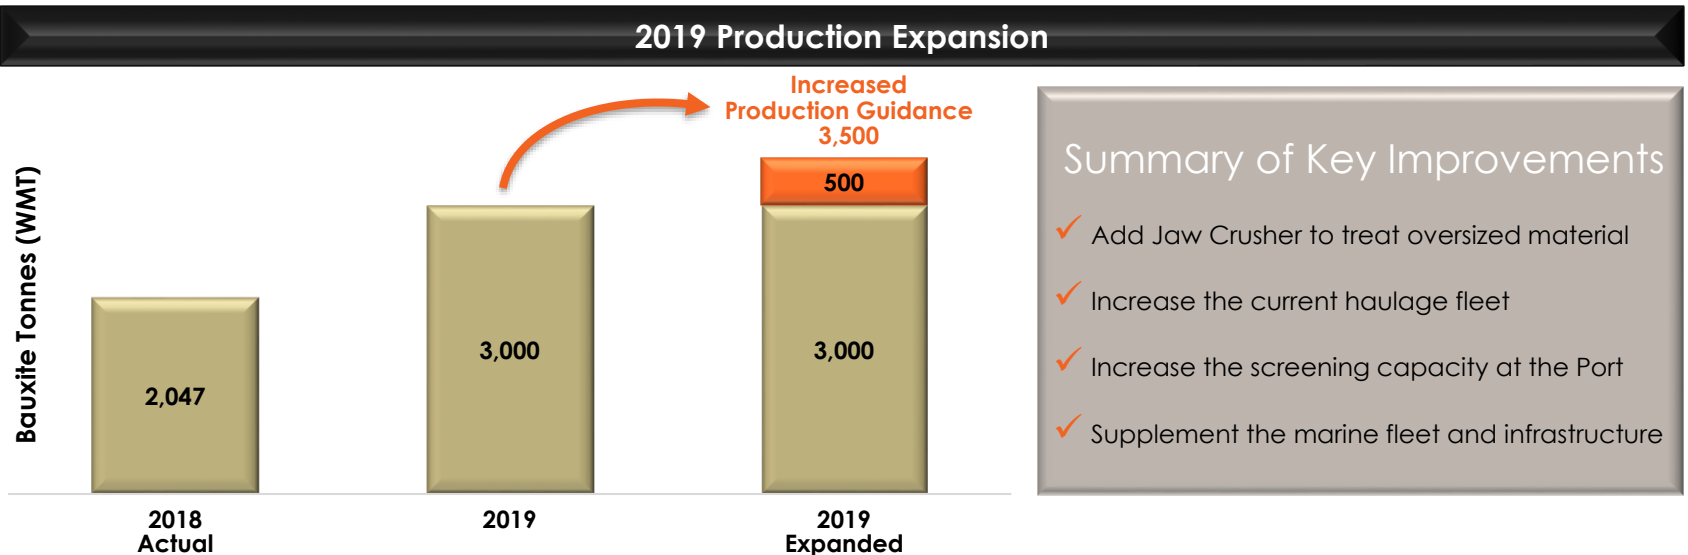 2019 Production Expansion
Increased
Production Guidance
3,500
500
Bauxite Tonnes (WMT)
2,047
3,000
3,000
2018
Actual
2019
2019
Expanded
Summary of Key Improvements
✓ Add Jaw Crusher to treat oversized material
✓ Increase the current haulage fleet
✓ Increase the screening capacity at the Port
✓ Supplement the marine fleet and infrastructure